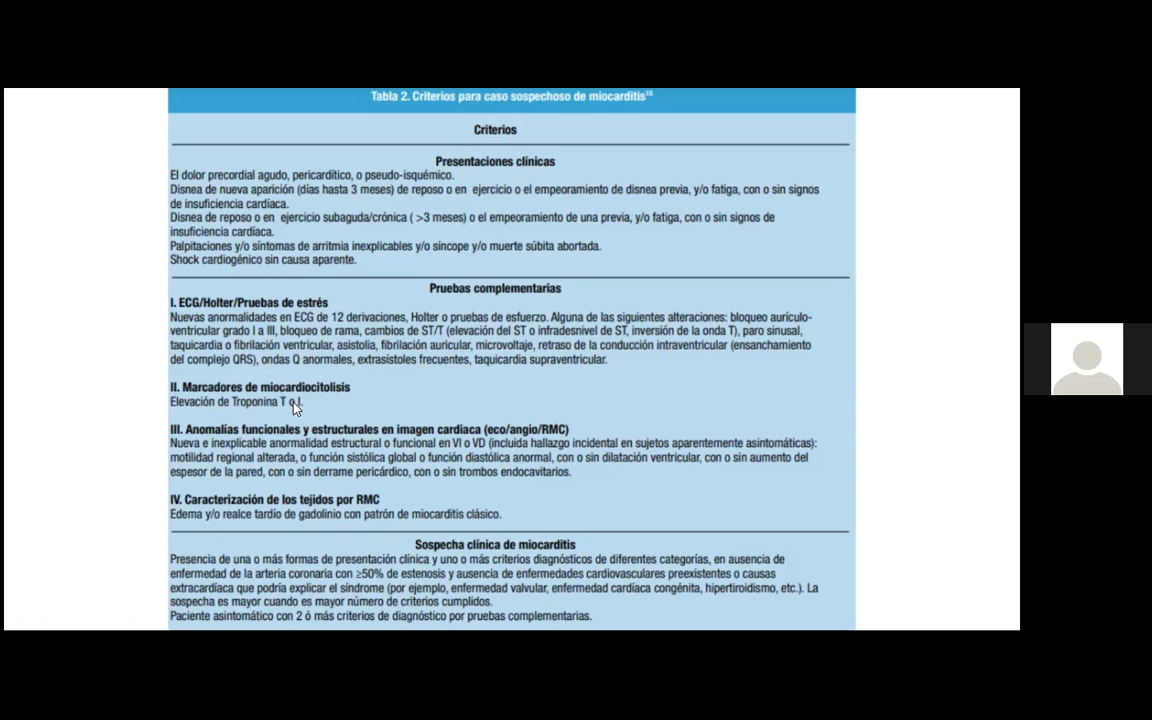 Tabla 2. Criterios para caso sospechoso de miocarditis¹⁵
Criterios
Presentaciones clínicas
El dolor precordial agudo, pericardítico, o pseudo-isquémico.
Disnea de nueva aparición (días hasta 3 meses) de reposo o en ejercicio o el empeoramiento de disnea previa, y/o fatiga, con o sin signos
de insuficiencia cardíaca.
Disnea de reposo o en ejercicio subaguda/crónica ( >3 meses) o el empeoramiento de una previa, y/o fatiga, con o sin signos de
insuficiencia cardíaca.
Palpitaciones y/o síntomas de arritmia inexplicables y/o síncope y/o muerte súbita abortada.
Shock cardiogénico sin causa aparente.
Pruebas complementarias
I. ECG/Holter/Pruebas de estrés
Nuevas anormalidades en ECG de 12 derivaciones, Holter o pruebas de esfuerzo. Alguna de las siguientes alteraciones: bloqueo aurículo-
ventricular grado I a III, bloqueo de rama, cambios de ST/T (elevación del ST o infradesnivel de ST, inversión de la onda T), paro sinusal,
taquicardia o fibrilación ventricular, asistolia, fibrilación auricular, microvoltaje, retraso de la conducción intraventricular (ensanchamiento
del complejo QRS), ondas Q anormales, extrasístoles frecuentes, taquicardia supraventricular.
II. Marcadores de miocardiocitolisis
Elevación de Troponina T o I.
III. Anomalías funcionales y estructurales en imagen cardiaca (eco/angio/RMC)
Nueva e inexplicable anormalidad estructural o funcional en VI o VD (incluida hallazgo incidental en sujetos aparentemente asintomáticos):
motilidad regional alterada, o función sistólica global o función diastólica anormal, con o sin dilatación ventricular, con o sin aumento del
espesor de la pared, con o sin derrame pericárdico, con o sin trombos endocavitarios.
IV. Caracterización de los tejidos por RMC
Edema y/o realce tardío de gadolinio con patrón de miocarditis clásico.
Sospecha clínica de miocarditis
Presencia de una o más formas de presentación clínica y uno o más criterios diagnósticos de diferentes categorías, en ausencia de
enfermedad de la arteria coronaria con ≥50% de estenosis y ausencia de enfermedades cardiovasculares preexistentes o causas
extracardíaca que podría explicar el síndrome (por ejemplo, enfermedad valvular, enfermedad cardíaca congénita, hipertiroidismo, etc.). La
sospecha es mayor cuando es mayor número de criterios cumplidos.
Paciente asintomático con 2 ó más criterios de diagnóstico por pruebas complementarias.